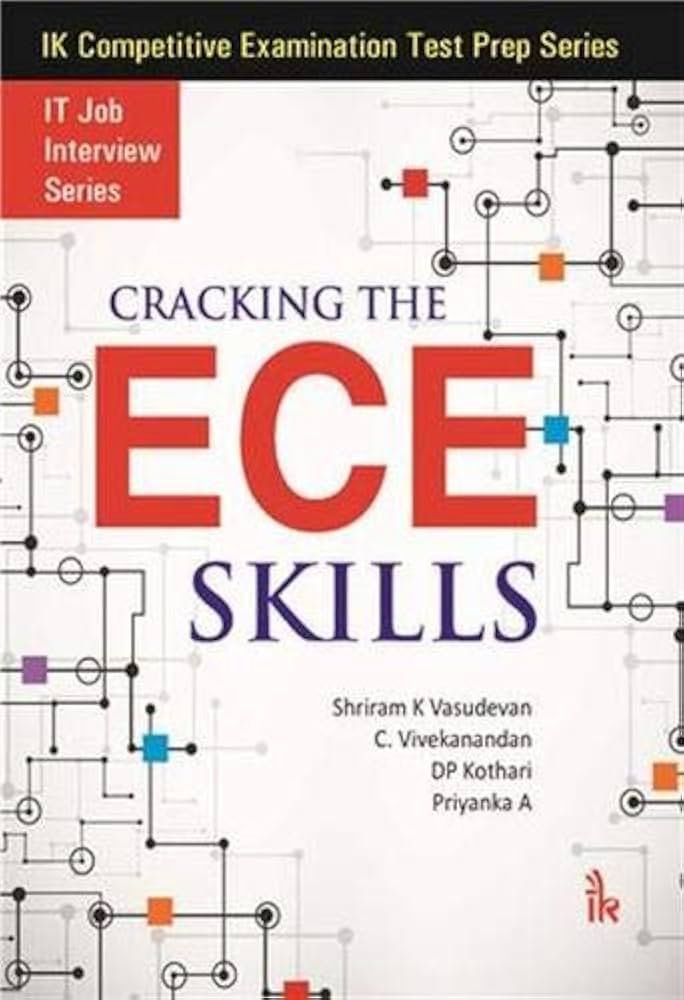 IK Competitive Examination Test Prep Series
IT Job
Interview
Series
CRACKING THE
ECE
SKILLS
Shriram K Vasudevan
C. Vivekanandan
DP Kothari
Priyanka A
ik